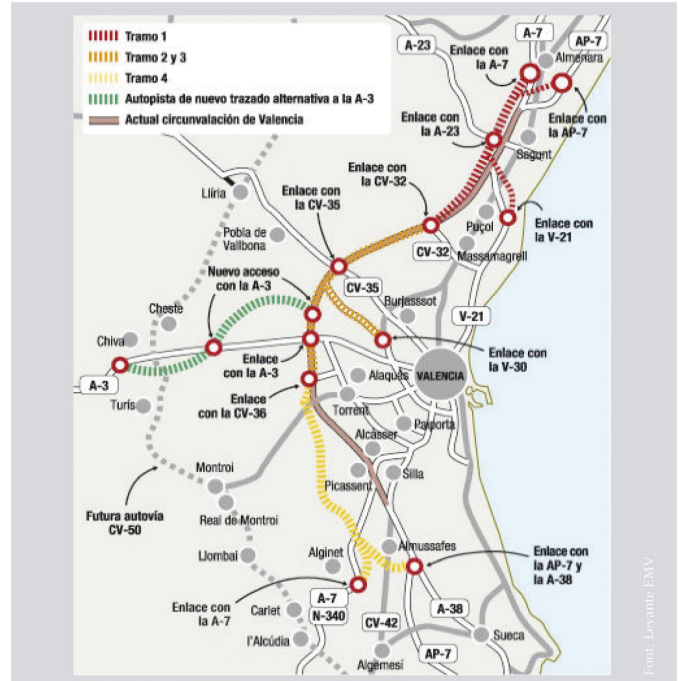 Tramo 1
Tramo 2 y 3
Tramo 4
Autopista de nuevo trazado alternativa a la A-3
Actual circunvalación de Valencia
A-23
Enlace con
la A-7
A-7
AP-7
Almenara
Enlace con
la AP-7
Enlace con
la A-23
Sagunt
Enlace con
la CV-32
Enlace con
la CV-35
Llíria
Pobla de
Vallbona
Puçol
Enlace con
la V-21
CV-32
Massamagrell
Nuevo acceso
con la A-3
CV-35
Burjasssot
V-21
Cheste
Chiva
Enlace
con la A-3
Enlace con
la V-30
A-3
Enlace
con la CV-36
Alaquàs
VALENCIA
Turís
Torrent
Paiporta
Alcàsser
Montroi
Picassent
Silla
Futura autovía
CV-50
Real de Montroi
Llombai
Alginet
Almussafes
Enlace con
la AP-7 y
la A-38
Enlace con
la A-7
A-7
N-340
Carlet
CV-42
A-38
l'Alcúdia
Sueca
AP-7
Algemesí
Font: Levante EMV